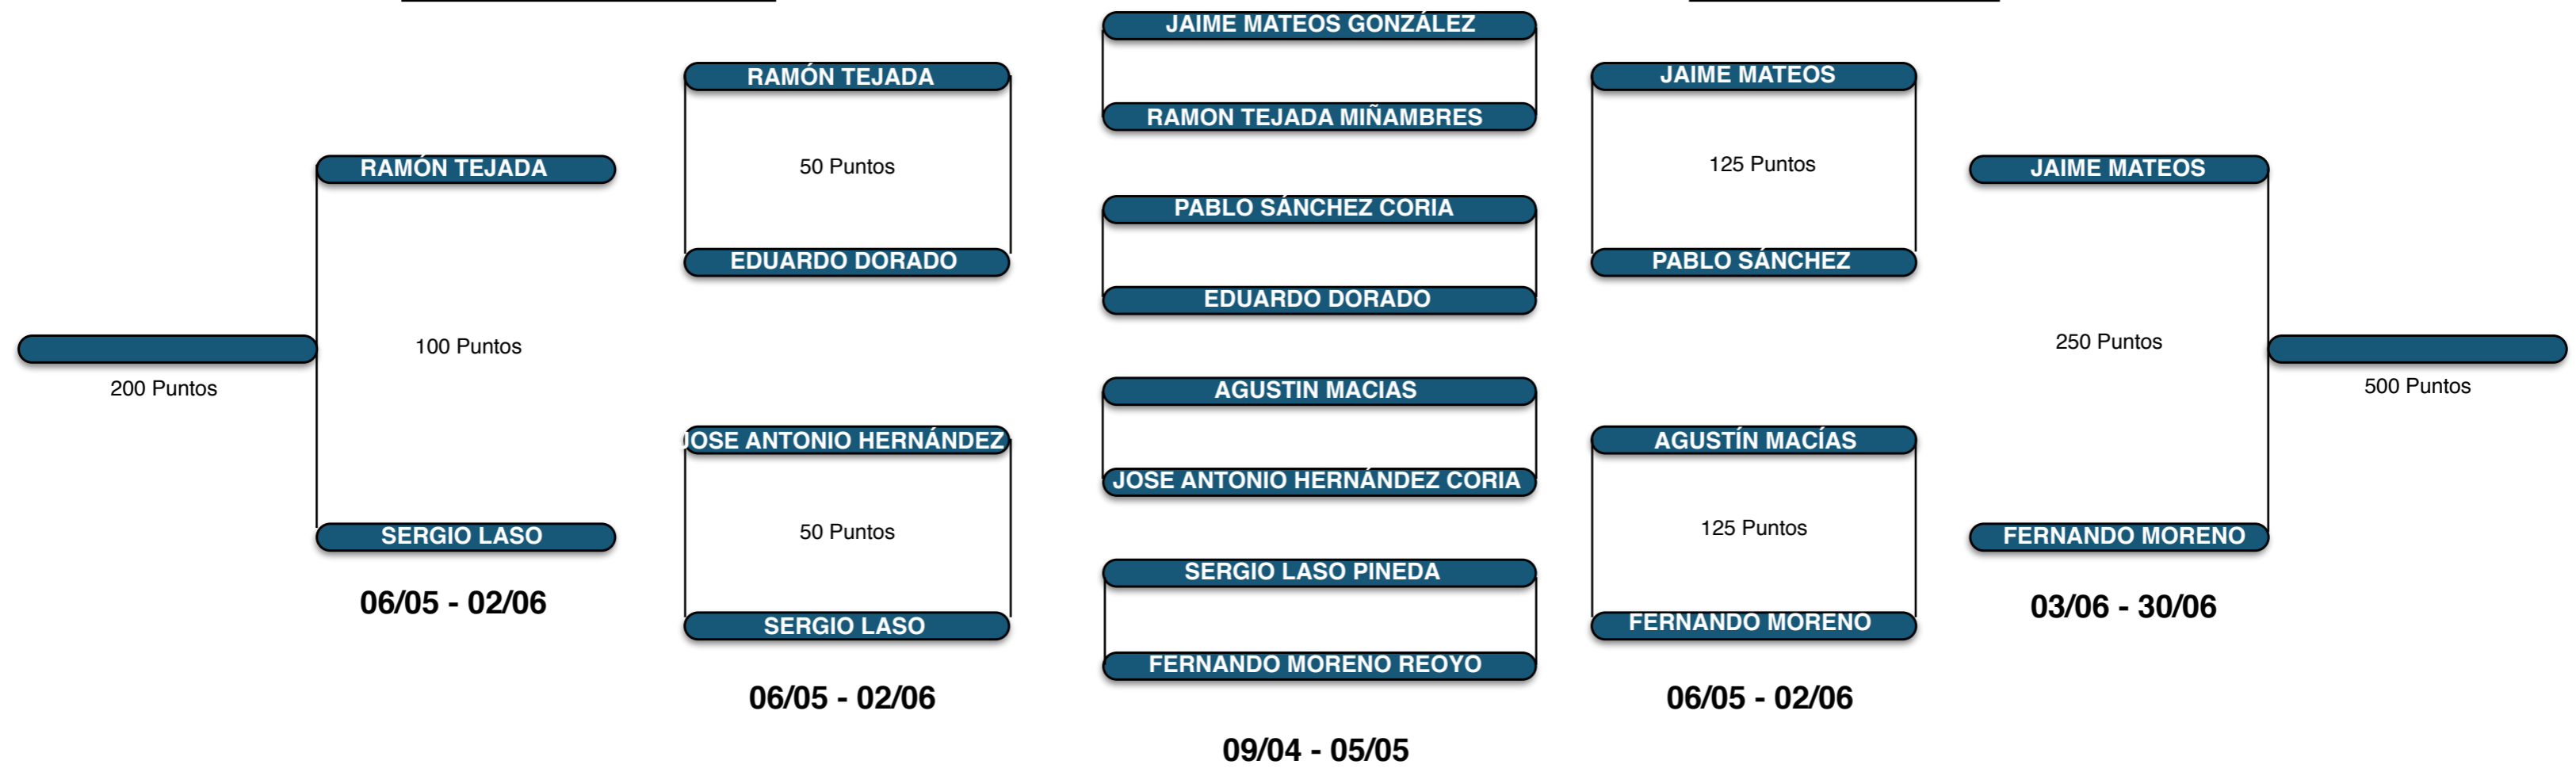 JAIME MATEOS GONZÁLEZ
RAMÓN TEJADA
JAIME MATEOS
RAMON TEJADA MIÑAMBRES
RAMÓN TEJADA
50 Puntos
125 Puntos
JAIME MATEOS
PABLO SÁNCHEZ CORIA
EDUARDO DORADO
PABLO SÁNCHEZ
EDUARDO DORADO
100 Puntos
250 Puntos
200 Puntos
AGUSTIN MACIAS
500 Puntos
JOSE ANTONIO HERNÁNDEZ
AGUSTÍN MACÍAS
JOSE ANTONIO HERNÁNDEZ CORIA
SERGIO LASO
50 Puntos
125 Puntos
FERNANDO MORENO
SERGIO LASO PINEDA
06/05 - 02/06
03/06 - 30/06
SERGIO LASO
FERNANDO MORENO
FERNANDO MORENO REOYO
06/05 - 02/06
06/05 - 02/06
09/04 - 05/05